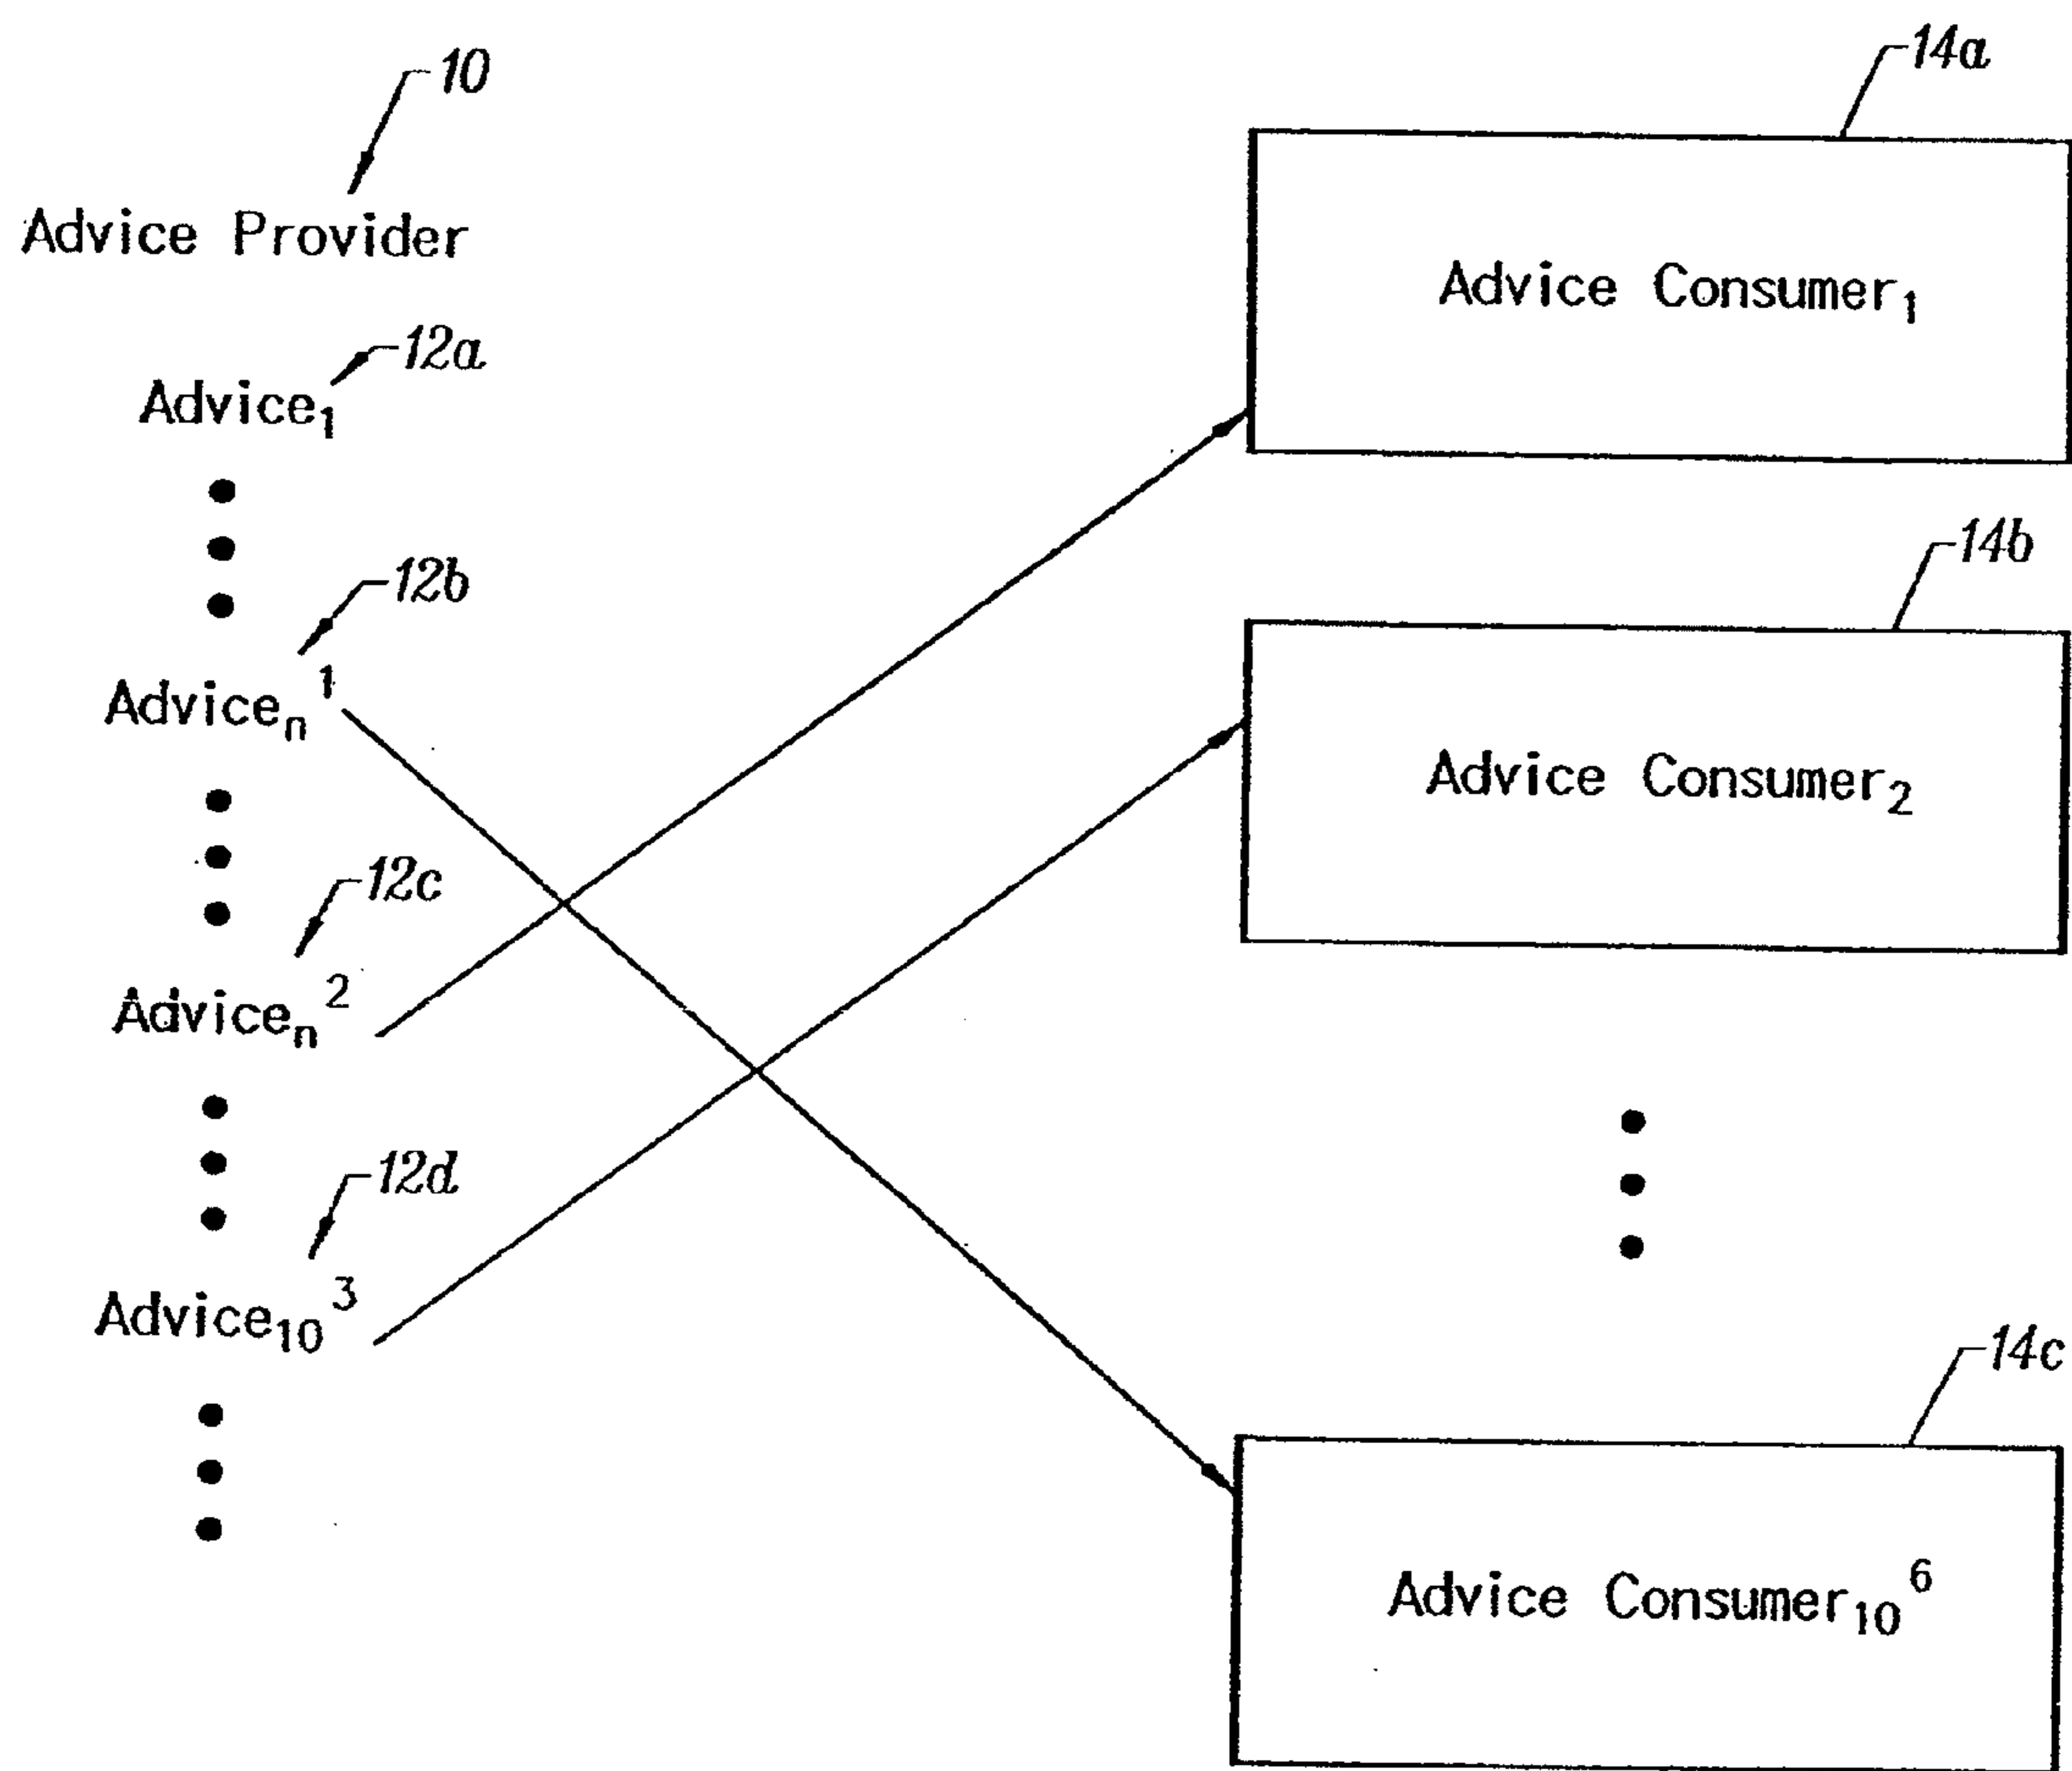 10
Advice Provider
12a
Advice₁
12b
Adviceₙ¹
12c
Adviceₙ²
12d
Advice₁₀³
14a
Advice Consumer₁
14b
Advice Consumer₂
14c
Advice Consumer₁₀⁶